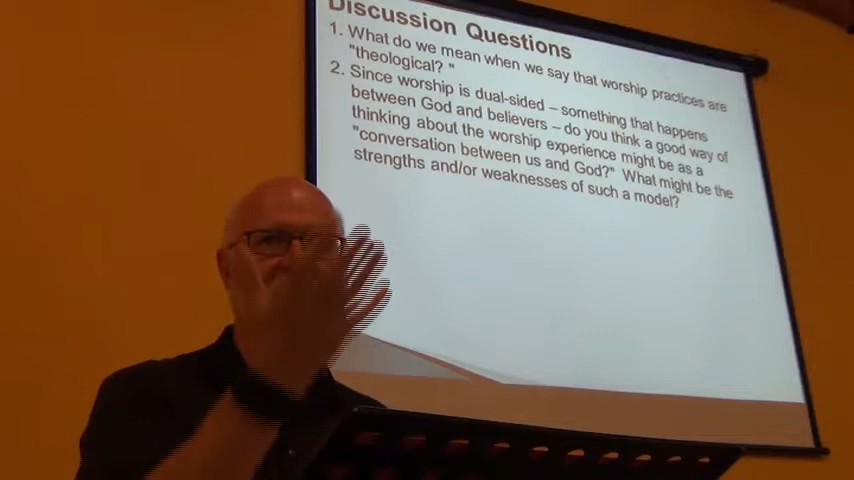 Discussion Questions
1. What do we mean when we say that worship practices are
"theological? "
2. Since worship is dual-sided – something that happens
between God and believers – do you think a good way of
thinking about the worship experience might be as a
"conversation between us and God?"  What might be the
strengths and/or weaknesses of such a model?